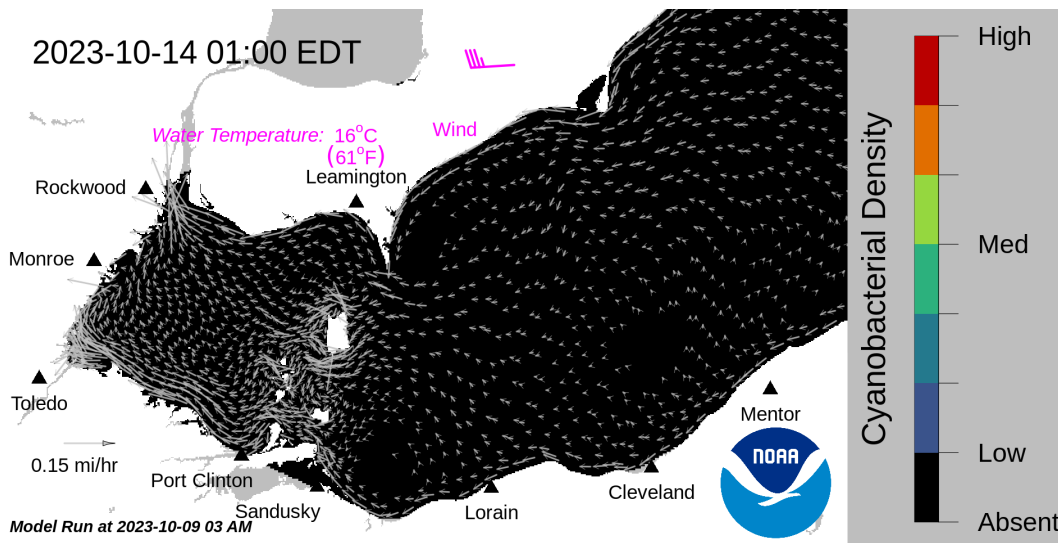 2023-10-14 01:00 EDT
High
Wind
Water Temperature: 16°C
(61°F)
Leamington
Rockwood
Cyanobacterial Density
Med
Monroe
Toledo
Mentor
0.15 mi/hr
NOAA
Low
Port Clinton
Cleveland
Sandusky
Lorain
Model Run at 2023-10-09 03 AM
Absent